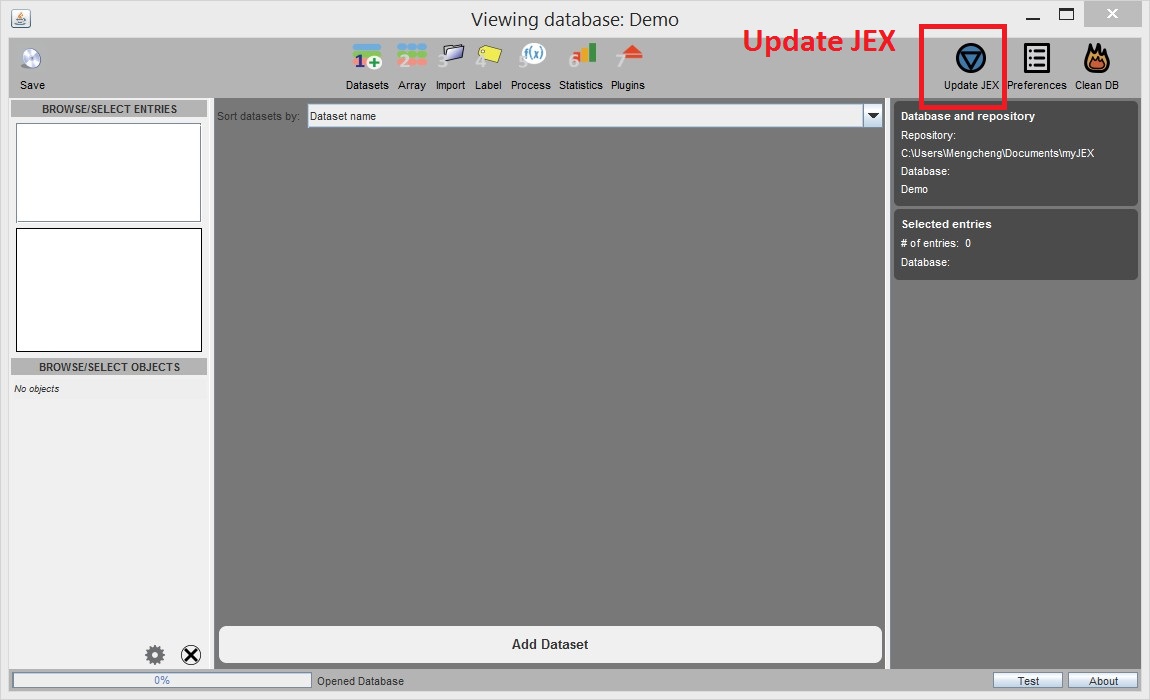 Viewing database: Demo
Update JEX
Save
1
2
3
4
5
f(x)
6
7
Datasets
Array
Import
Label
Process
Statistics
Plugins
Update JEX
Preferences
Clean DB
BROWSE/SELECT ENTRIES
BROWSE/SELECT OBJECTS
No objects
Sort datasets by:
Dataset name
Add Dataset
Database and repository
Repository:
C:\Users\Mengcheng\Documents\myJEX
Database:
Demo
Selected entries
# of entries: 0
Database:
0%
Opened Database
Test
About